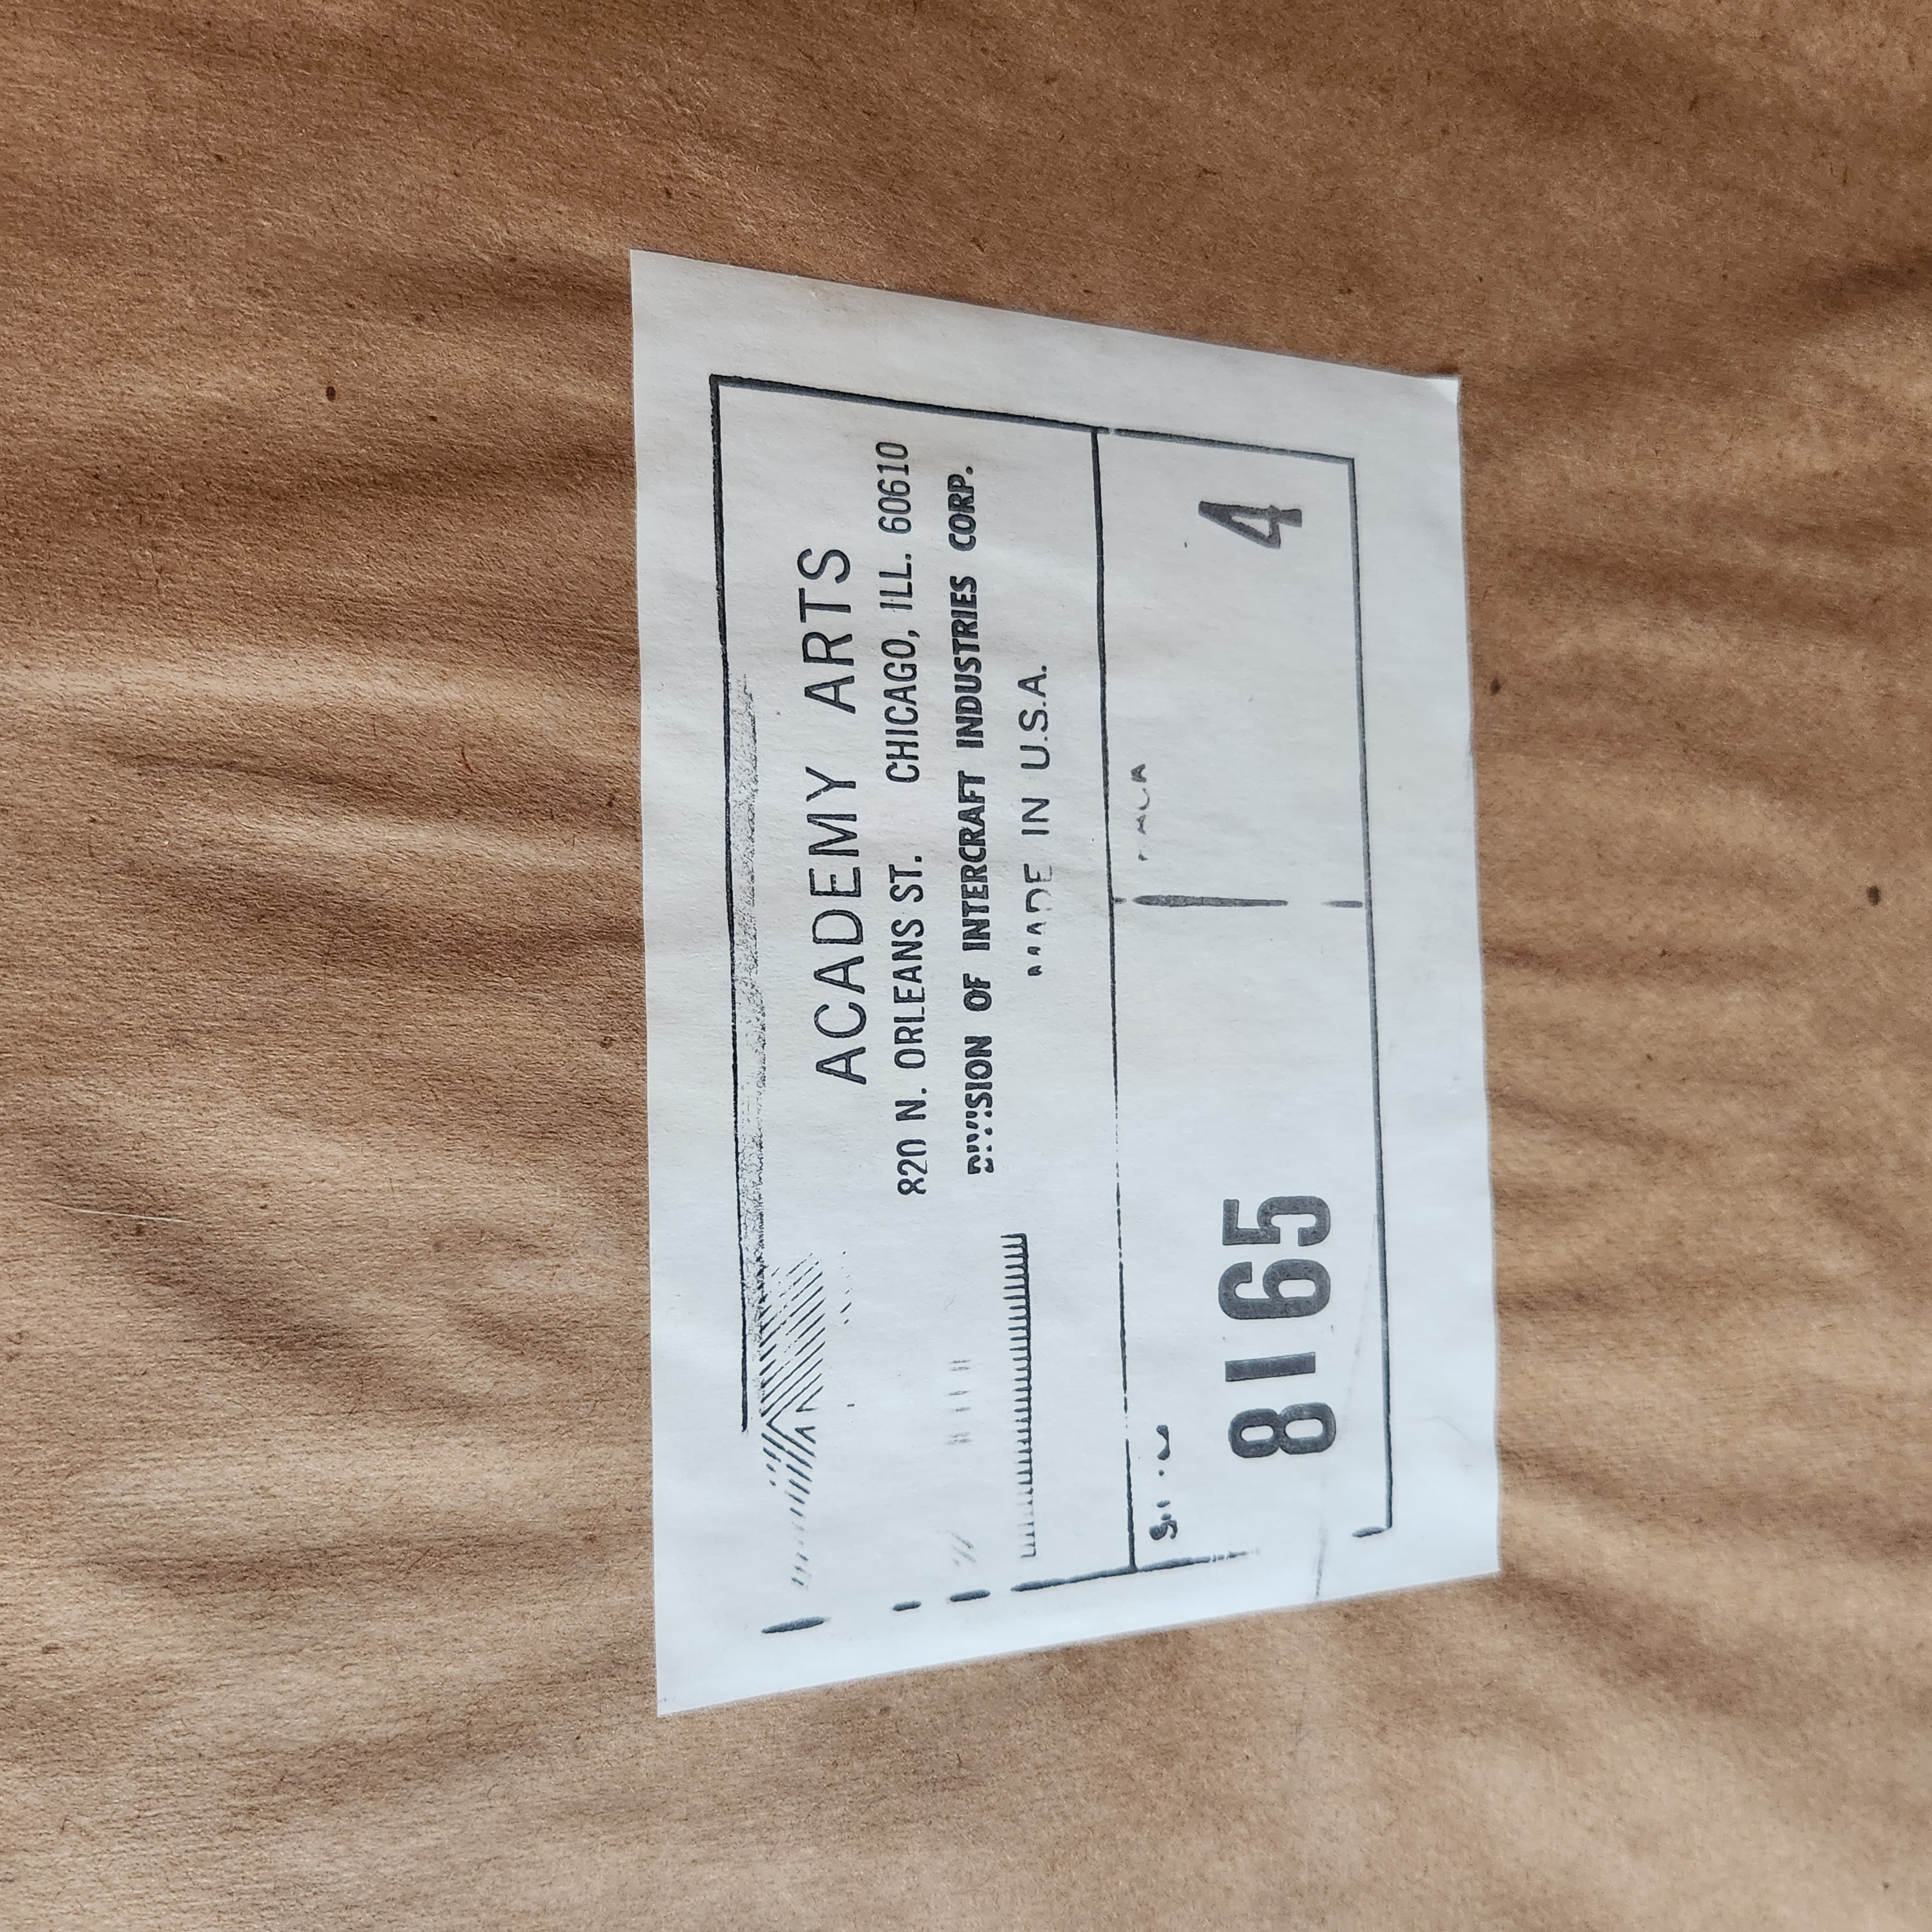 ACADEMY ARTS
820 N. ORLEANS ST. CHICAGO, ILL. 60610
DIVISION OF INTERCRAFT INDUSTRIES CORP.
MADE IN U.S.A.
8165
4